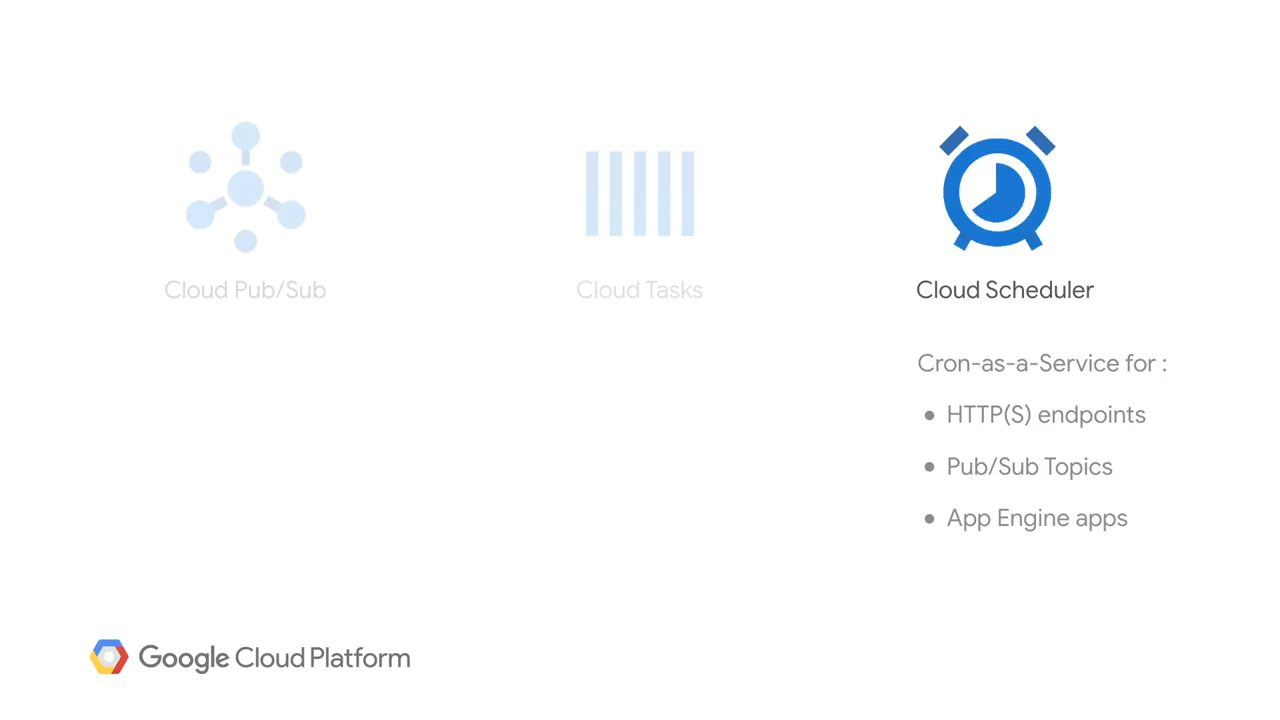 Cloud Pub/Sub
Cloud Tasks
Cloud Scheduler
Cron-as-a-Service for :
● HTTP(S) endpoints
● Pub/Sub Topics
● App Engine apps
Google Cloud Platform